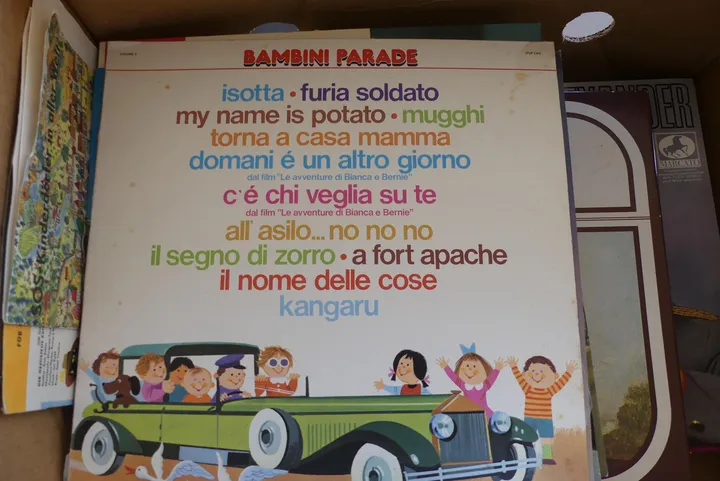 BAMBINI PARADE
isotta • furia soldato
my name is potato • mugghi
torna a casa mamma
domani é un altro giorno
dal film "Le avventure di Bianca e Bernie"
c'é chi veglia su te
dal film "Le avventure di Bianca e Bernie"
all' asilo...no no no
il segno di zorro • a fort apache
il nome delle cose
kangaru
MARCATO